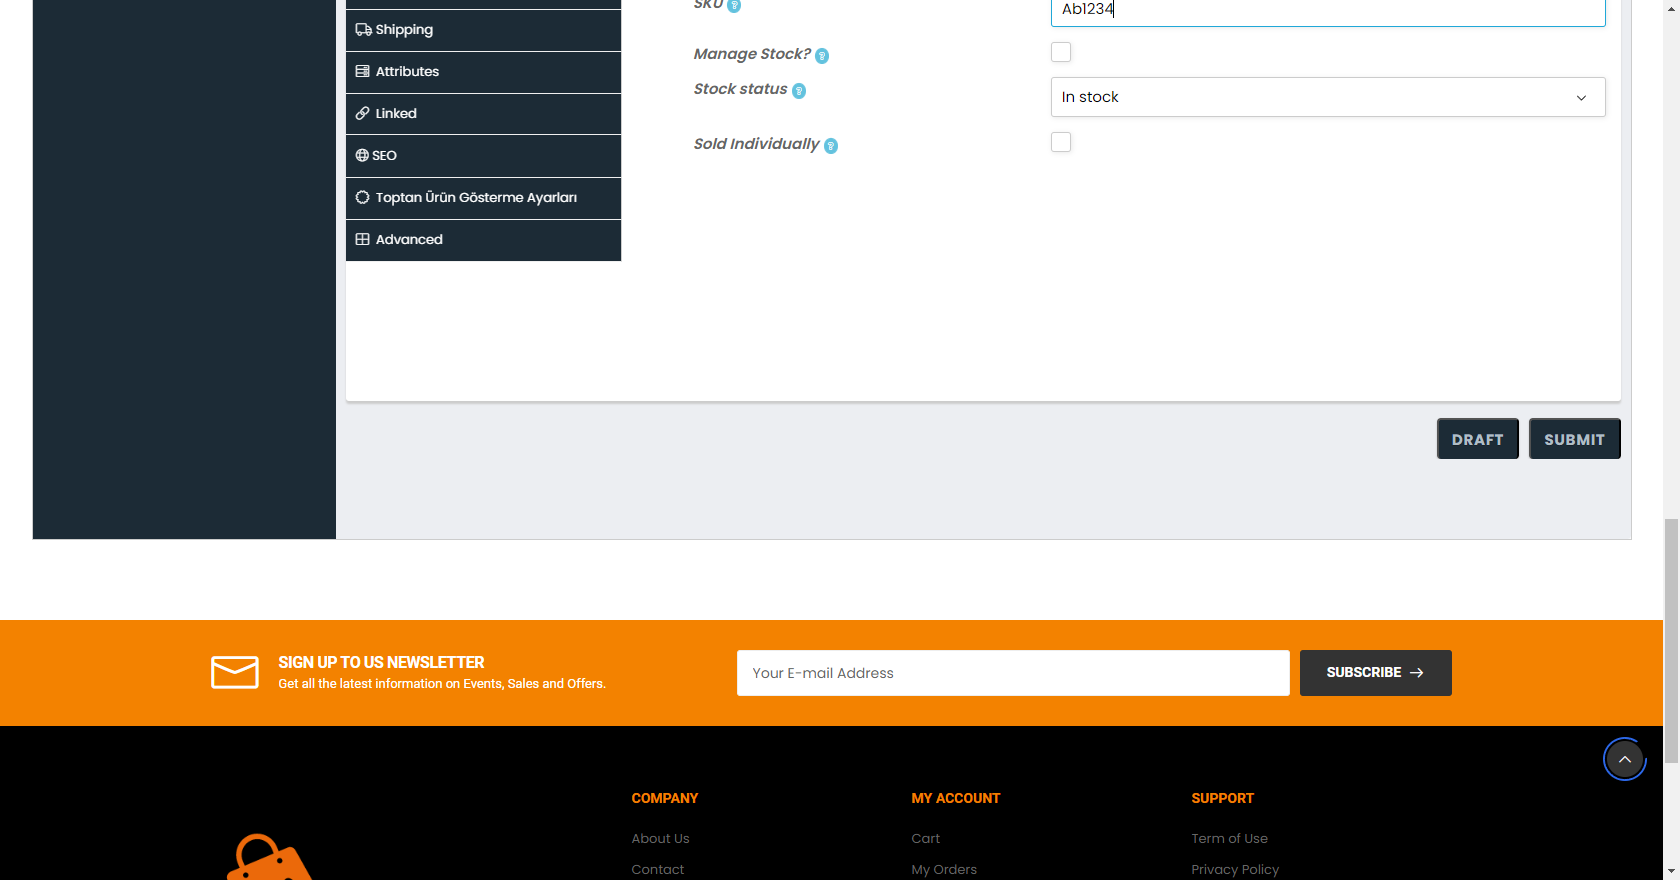 SKU
Ab1234
Shipping
Manage Stock?
Attributes
Stock status
In stock
Linked
Sold Individually
SEO
Toptan Ürün Gösterme Ayarları
Advanced
DRAFT
SUBMIT
SIGN UP TO US NEWSLETTER
Get all the latest information on Events, Sales and Offers.
Your E-mail Address
SUBSCRIBE →
COMPANY
MY ACCOUNT
SUPPORT
About Us
Cart
Term of Use
Contact
My Orders
Privacy Policy